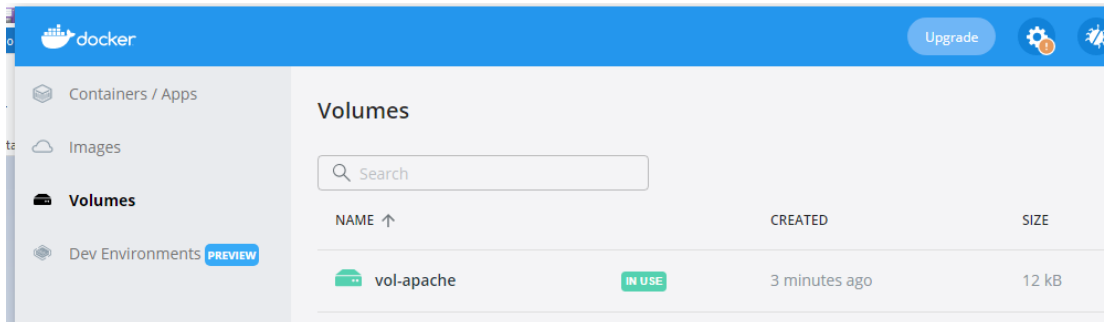 docker
Upgrade
Containers / Apps
Images
Volumes
Dev Environments PREVIEW
Volumes
Search
NAME CREATED SIZE
vol-apache IN USE 3 minutes ago 12 kB